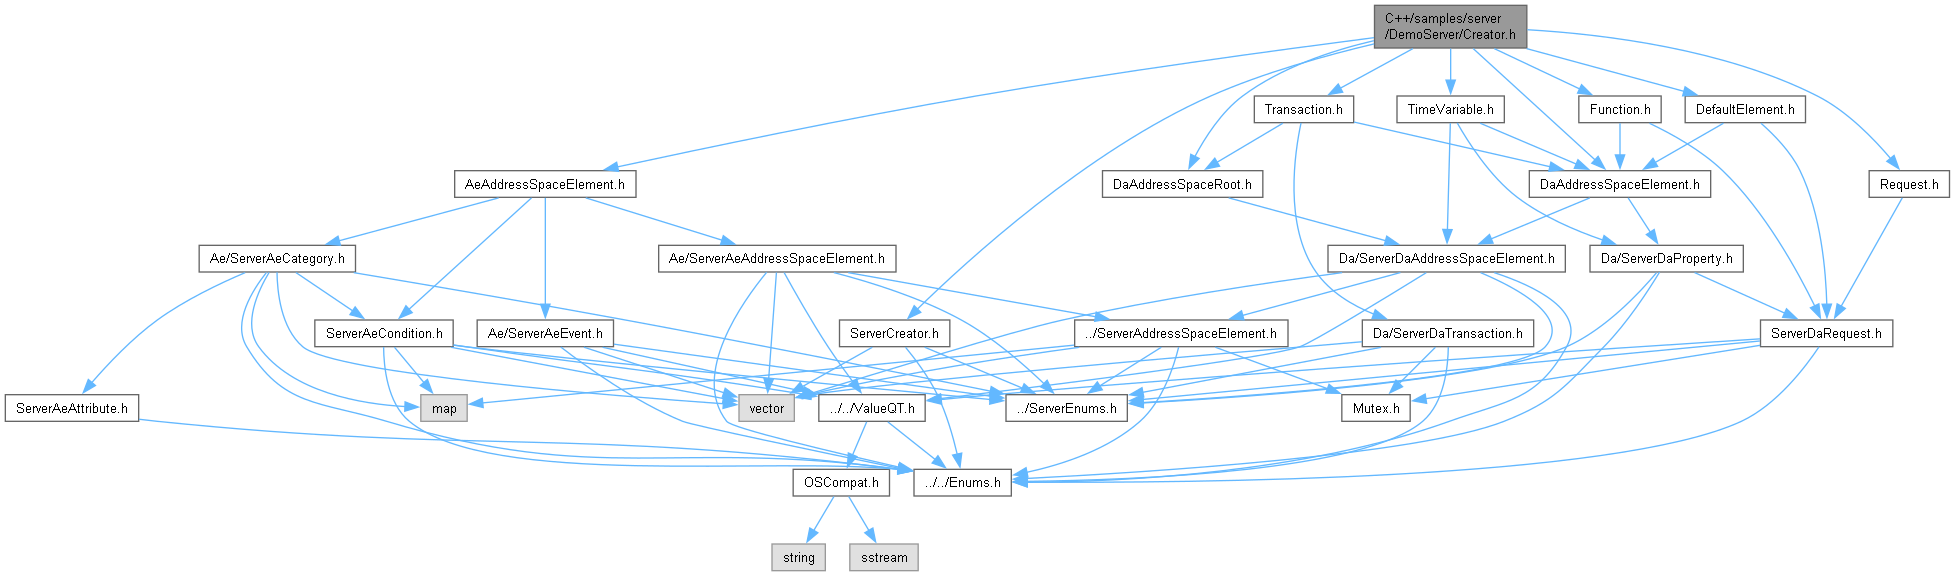 C++/samples/server
/DemoServer/Creator.h
Transaction.h
TimeVariable.h
Function.h
DefaultElement.h
AeAddressSpaceElement.h
DaAddressSpaceRoot.h
DaAddressSpaceElement.h
Request.h
Ae/ServerAeCategory.h
Ae/ServerAeAddressSpaceElement.h
Da/ServerDaAddressSpaceElement.h
Da/ServerDaProperty.h
ServerAeCondition.h
Ae/ServerAeEvent.h
ServerCreator.h
../ServerAddressSpaceElement.h
Da/ServerDaTransaction.h
ServerDaRequest.h
ServerAeAttribute.h
map
vector
../../ValueQT.h
../ServerEnums.h
Mutex.h
OSCompat.h
../../Enums.h
string
sstream